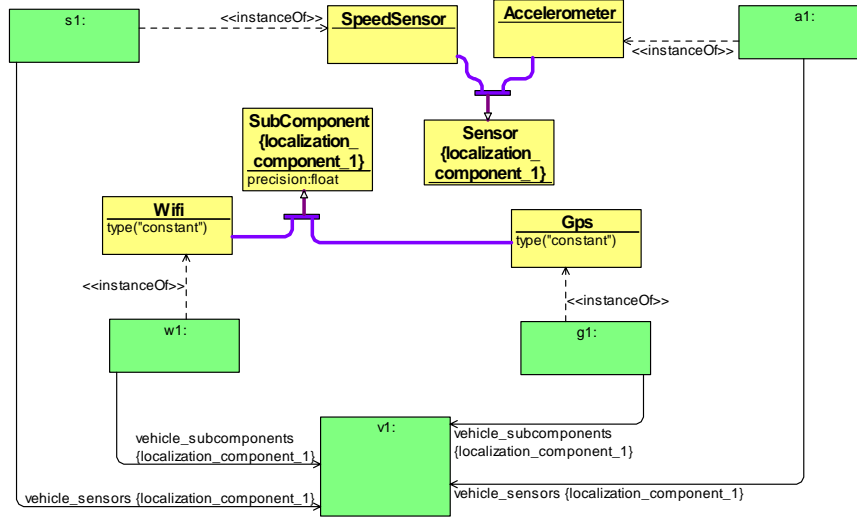 s1:
<<instanceOf>>
SpeedSensor
Accelerometer
<<instanceOf>>
a1:
SubComponent
{localization_
component_1}
precision:float
Sensor
{localization_
component_1}
Wifi
type("constant")
Gps
type("constant")
<<instanceOf>>
<<instanceOf>>
w1:
g1:
vehicle_subcomponents
{localization_component_1}
v1:
vehicle_subcomponents
{localization_component_1}
vehicle_sensors {localization_component_1}
vehicle_sensors {localization_component_1}